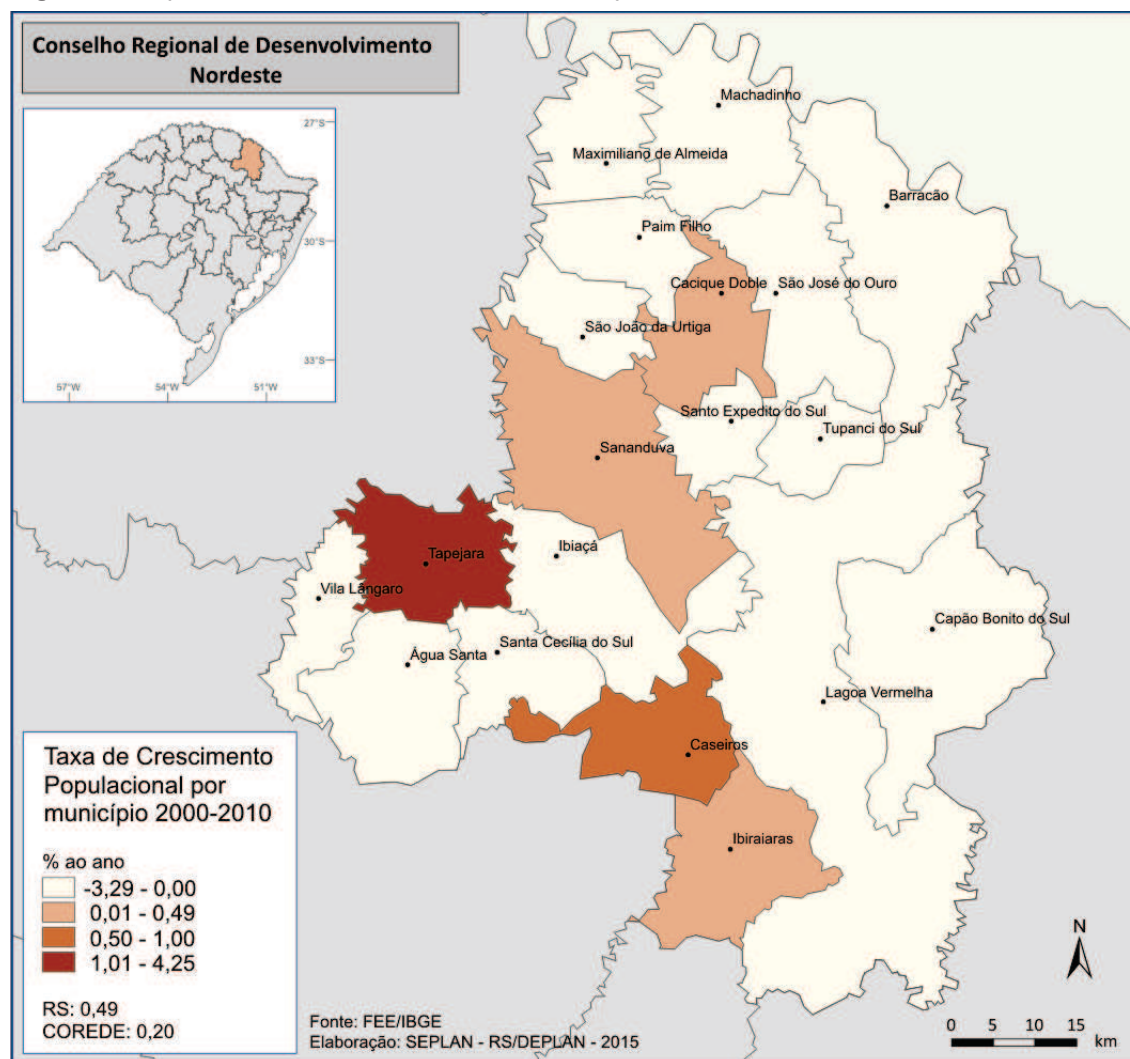 Conselho Regional de Desenvolvimento
Nordeste
27°S
30°S
33°S
57°W
54°W
51°W
Machadinho
Maximiliano de Almeida
Barracão
Paim Filho
Cacique Doble
São José do Ouro
São João da Urtiga
Santo Expedito do Sul
Tupanci do Sul
Sananduva
Ibiaçá
Tapejara
Vila Lângaro
Capão Bonito do Sul
Santa Cecília do Sul
Água Santa
Lagoa Vermelha
Caseiros
Ibiraiaras
Taxa de Crescimento
Populacional por
município 2000-2010
% ao ano
-3,29 - 0,00
0,01 - 0,49
0,50 - 1,00
1,01 - 4,25
RS: 0,49
COREDE: 0,20
Fonte: FEE/IBGE
Elaboração: SEPLAN - RS/DEPLAN - 2015
N
0 5 10 15
km